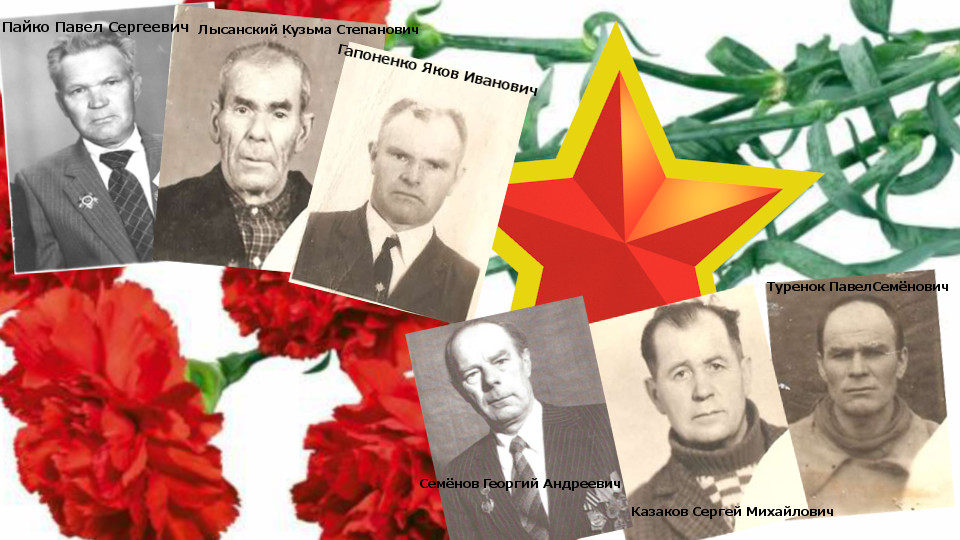 Пайко Павел Сергеевич
Лысанский Кузьма Степанович
Гапоненко Яков Иванович
Туренок ПавелСемёнович
Семёнов Георгий Андреевич
Казаков Сергей Михайлович